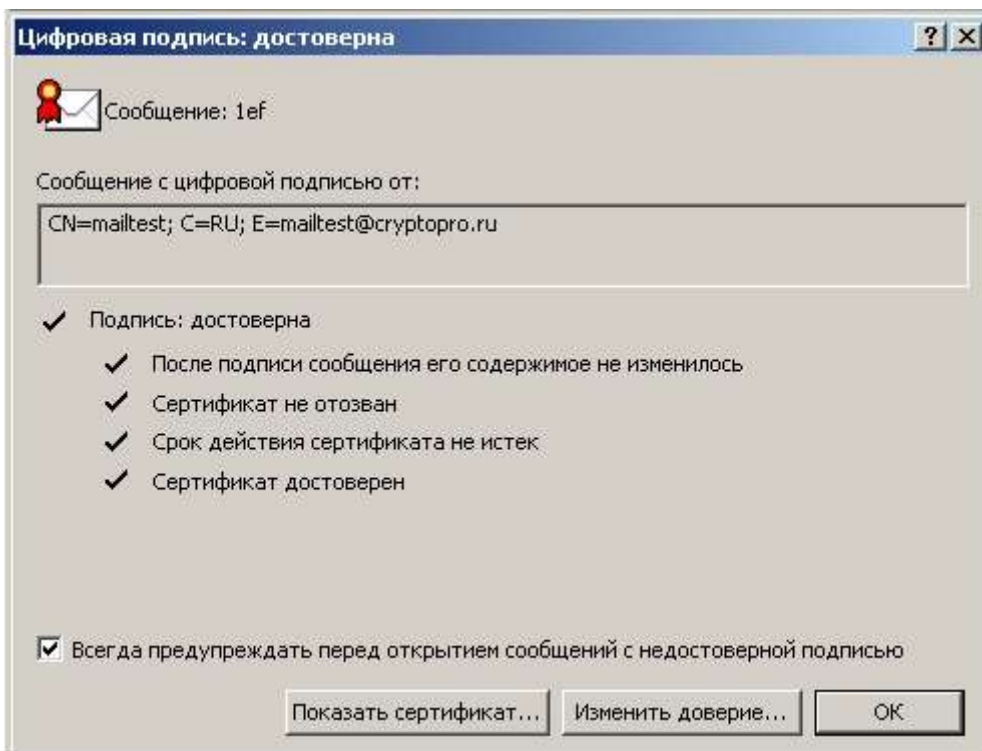 Цифровая подпись: достоверна
Сообщение: 1ef
Сообщение с цифровой подписью от:
CN=mailtest; C=RU; E=mailtest@cryptopro.ru
Подпись: достоверна
После подписи сообщения его содержимое не изменилось
Сертификат не отозван
Срок действия сертификата не истек
Сертификат достоверен
Всегда предупреждать перед открытием сообщений с недостоверной подписью
Показать сертификат... Изменить доверие... ОК